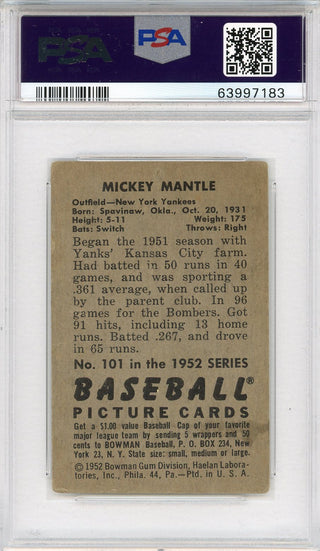 PSA
PSA
63997183
MICKEY MANTLE
Outfield—New York Yankees
Born: Spavinaw, Okla., Oct. 20, 1931
Height: 5-11 Weight: 175
Bats: Switch Throws: Right
Began the 1951 season with
Yanks' Kansas City farm.
Had batted in 50 runs in 40
games, and was sporting a
.361 average, when called up
by the parent club. In 96
games for the Bombers. Got
91 hits, including 13 home
runs. Batted .267, and drove
in 65 runs.
No. 101 in the 1952 SERIES
BASEBALL®
PICTURE CARDS
Get a $1.00 value Baseball Cap of your favorite
major league team by sending 5 wrappers and 50
cents to BOWMAN Baseball, P. O. BOX 234, New
York 23, N. Y. State size: small, medium or large.
©1952 Bowman Gum Division, Haelan Labora-
tories, Inc., Phila. 44, Pa.—Ptd. in U. S. A.